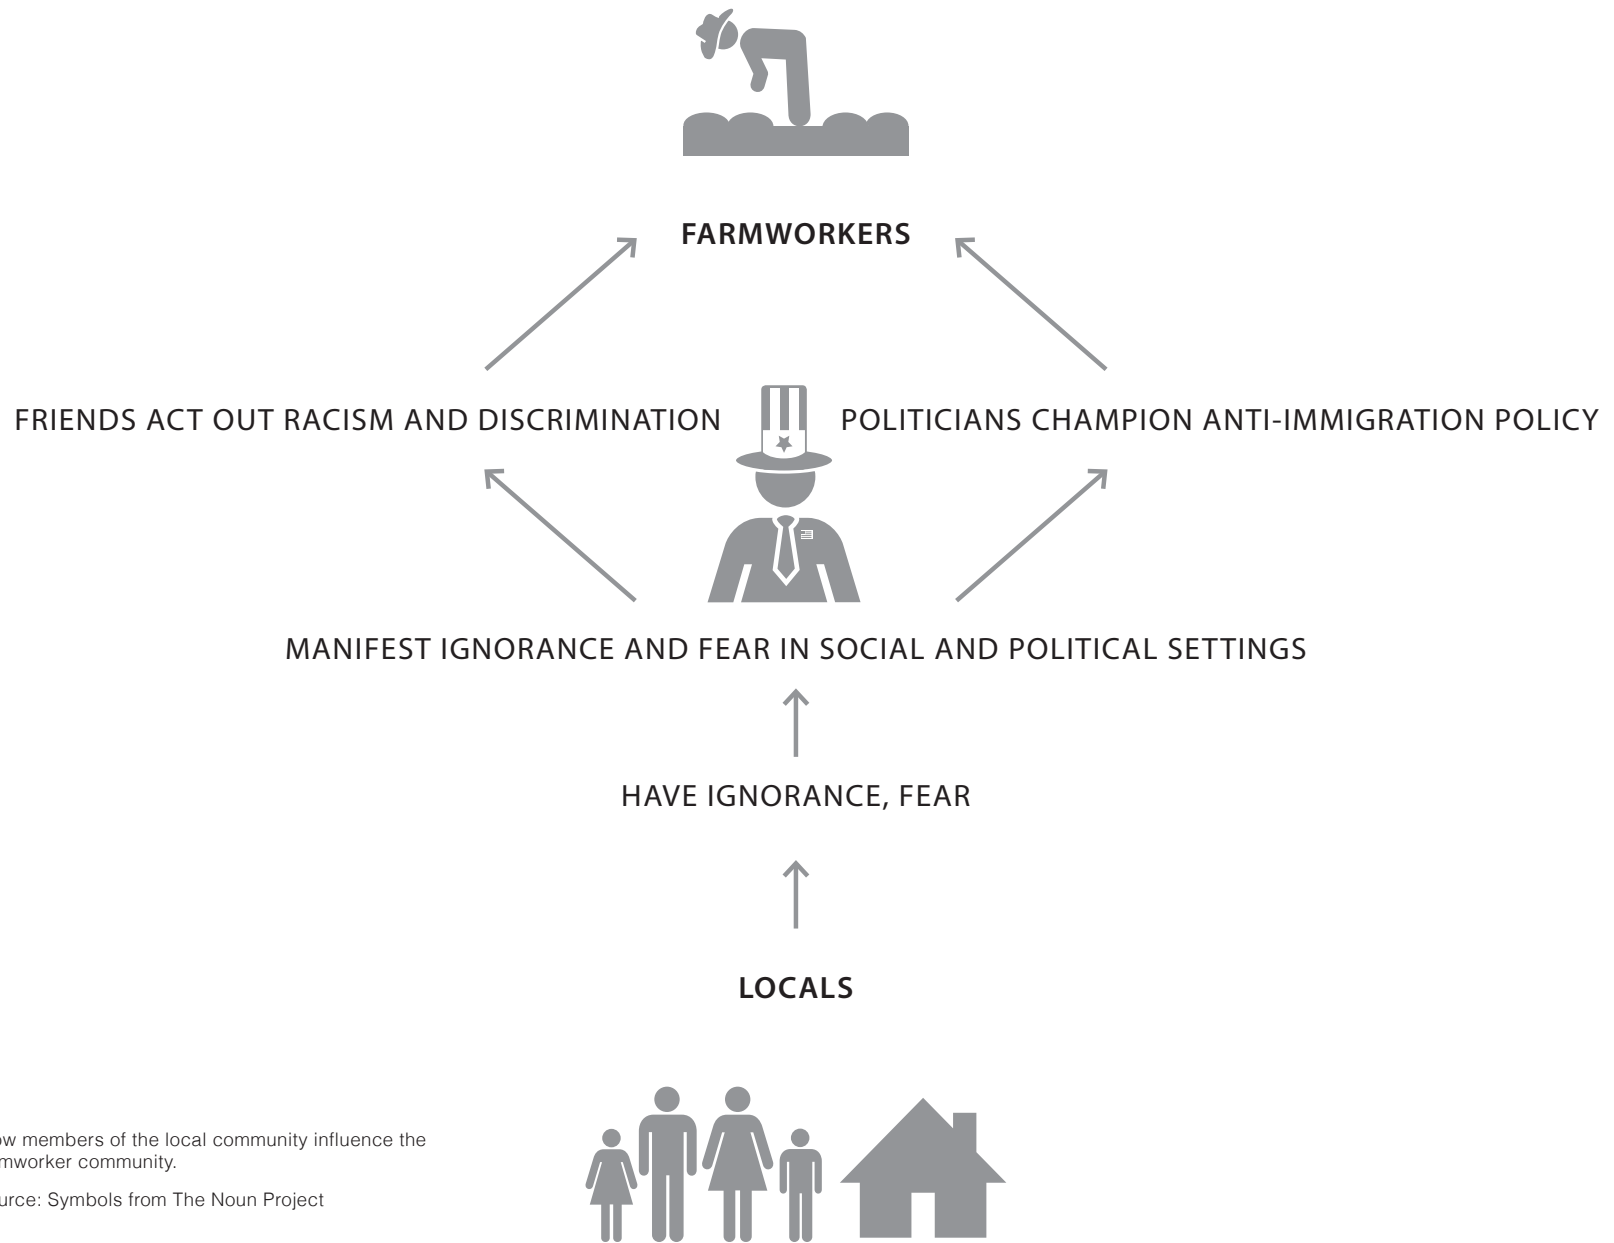 FARMWORKERS
FRIENDS ACT OUT RACISM AND DISCRIMINATION
POLITICIANS CHAMPION ANTI-IMMIGRATION POLICY
MANIFEST IGNORANCE AND FEAR IN SOCIAL AND POLITICAL SETTINGS
HAVE IGNORANCE, FEAR
LOCALS
members of the local community influence the
community.
Symbols from The Noun Project